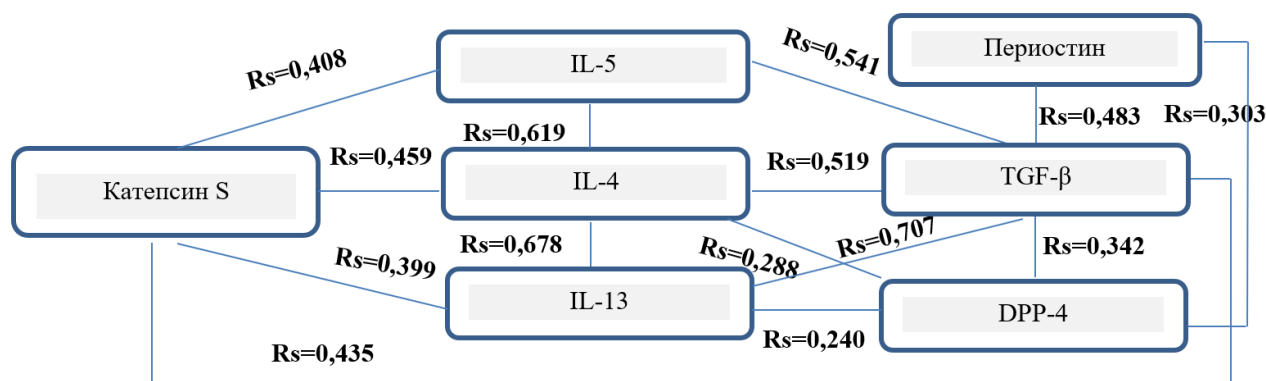 Rs=0,408
IL-5
Rs=0,541
Периостин
Rs=0,619
Rs=0,483
Rs=0,303
Катепсин S
Rs=0,459
IL-4
Rs=0,519
TGF-β
Rs=0,399
Rs=0,678
Rs=0,288
Rs=0,707
Rs=0,342
IL-13
DPP-4
Rs=0,435
Rs=0,240